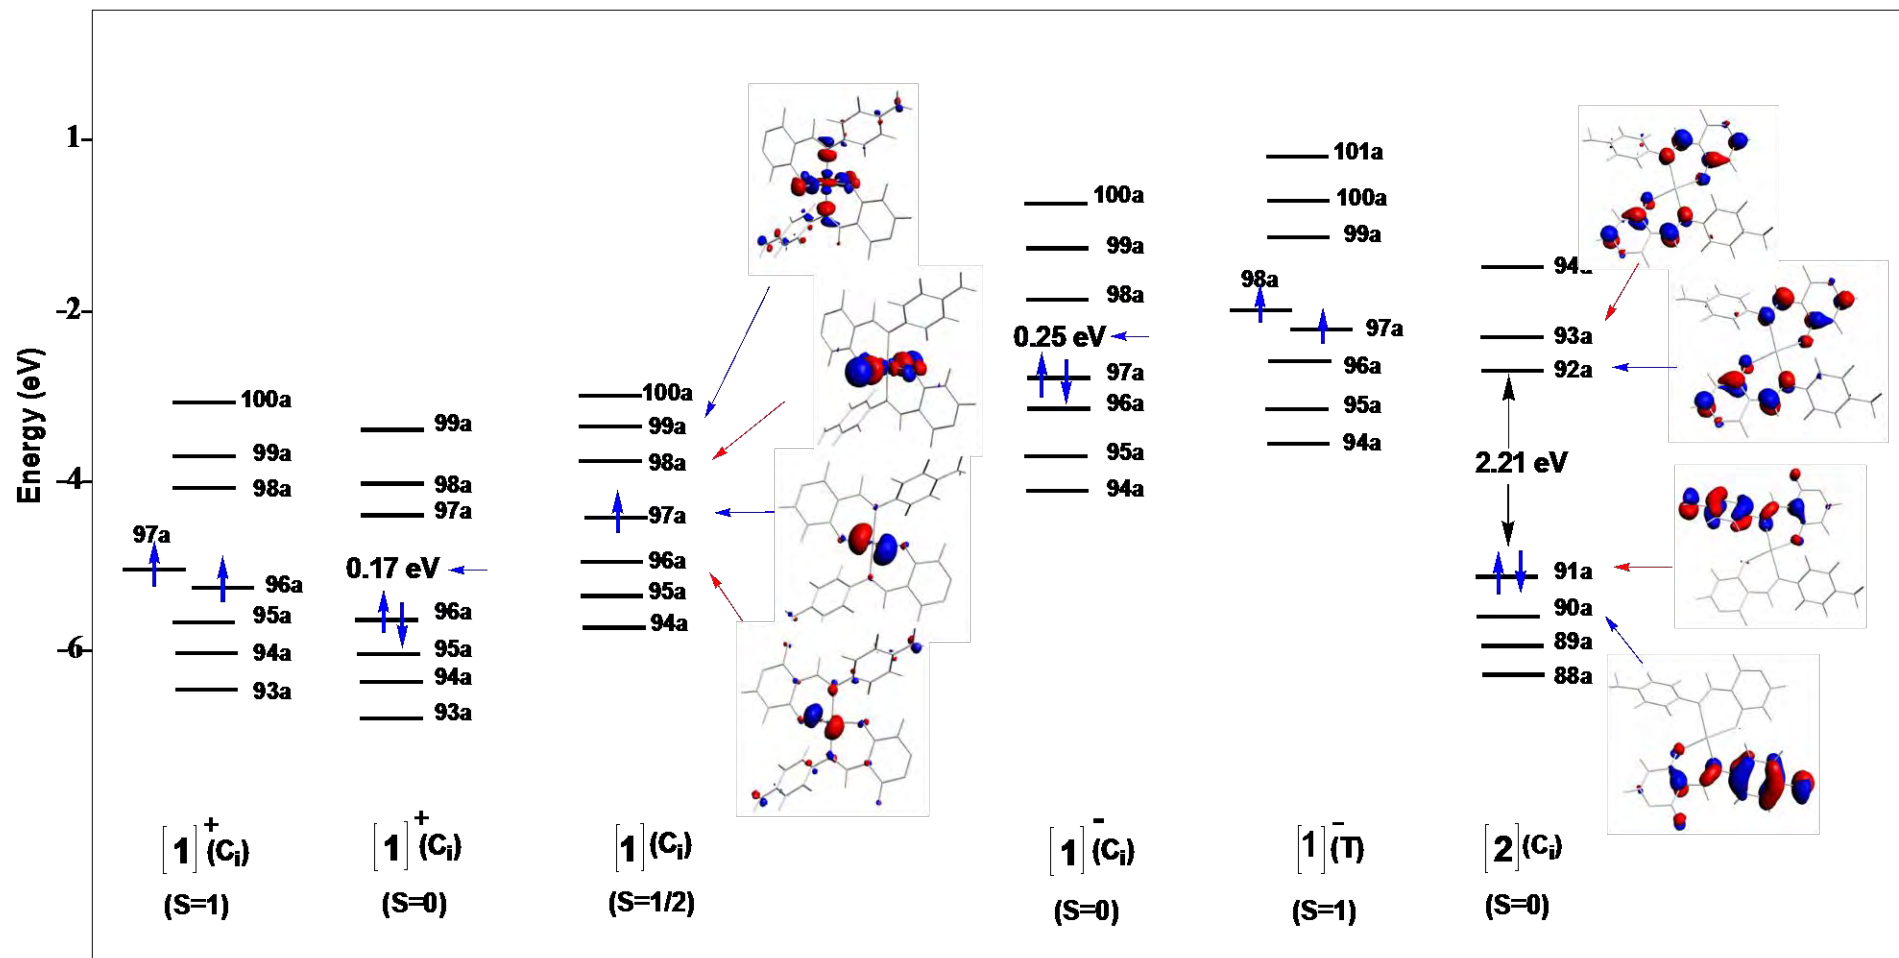 Energy (eV)
1
-2
-4
-6
100a
99a
98a
97a
96a
95a
94a
93a
[1]+(Ci)
(S=1)
99a
98a
97a
0.17 eV
96a
95a
94a
93a
[1]+(Ci)
(S=0)
100a
99a
98a
97a
96a
95a
94a
[1](Ci)
(S=1/2)
100a
99a
98a
0.25 eV
97a
96a
95a
94a
[1]-(Ci)
(S=0)
101a
100a
99a
98a
97a
96a
95a
94a
[1]-(T)
(S=1)
94a
93a
92a
2.21 eV
91a
90a
89a
88a
[2](Ci)
(S=0)